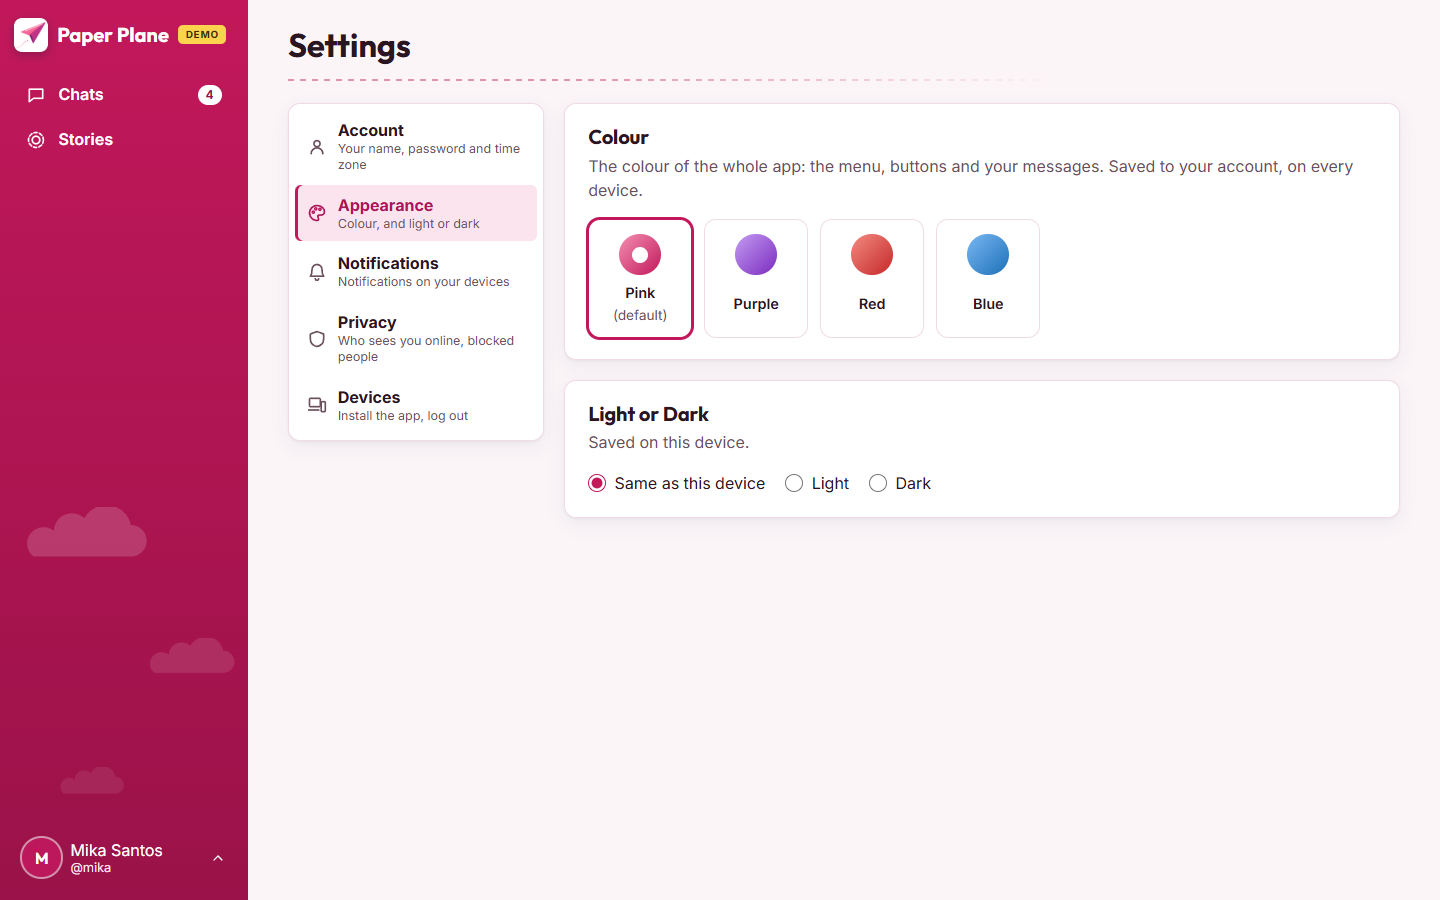 Paper Plane DEMO
Chats 4
Stories
Settings
Account
Your name, password and time
zone
Appearance
Colour, and light or dark
Notifications
Notifications on your devices
Privacy
Who sees you online, blocked
people
Devices
Install the app, log out
Colour
The colour of the whole app: the menu, buttons and your messages. Saved to your account, on every
device.
Pink
(default)
Purple
Red
Blue
Light or Dark
Saved on this device.
Same as this device Light Dark
M
Mika Santos
@mika